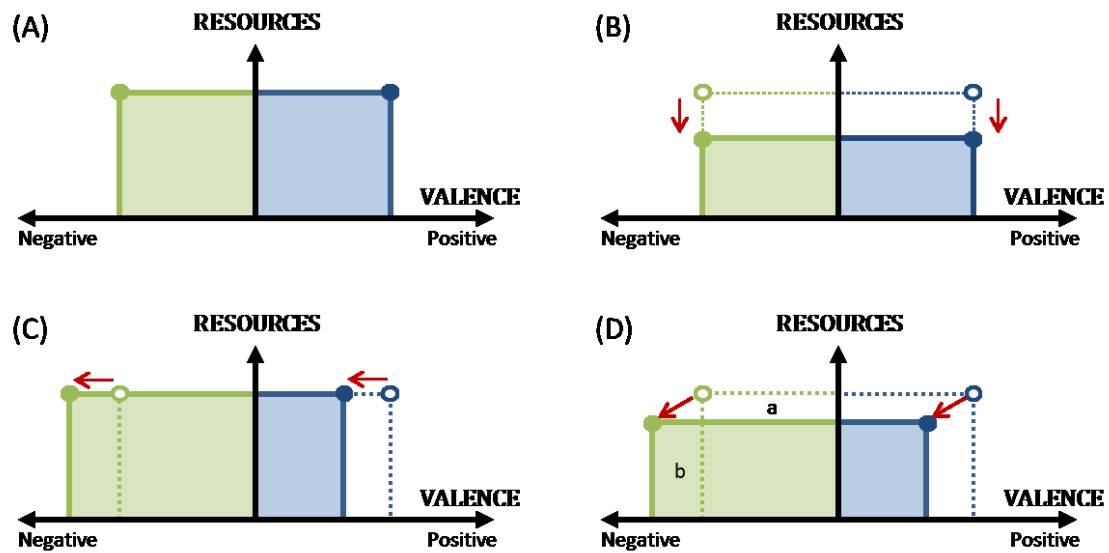 (A)
RESOURCES
VALENCE
Negative
Positive
(B)
RESOURCES
VALENCE
Negative
Positive
(C)
RESOURCES
VALENCE
Negative
Positive
(D)
RESOURCES
a
b
VALENCE
Negative
Positive